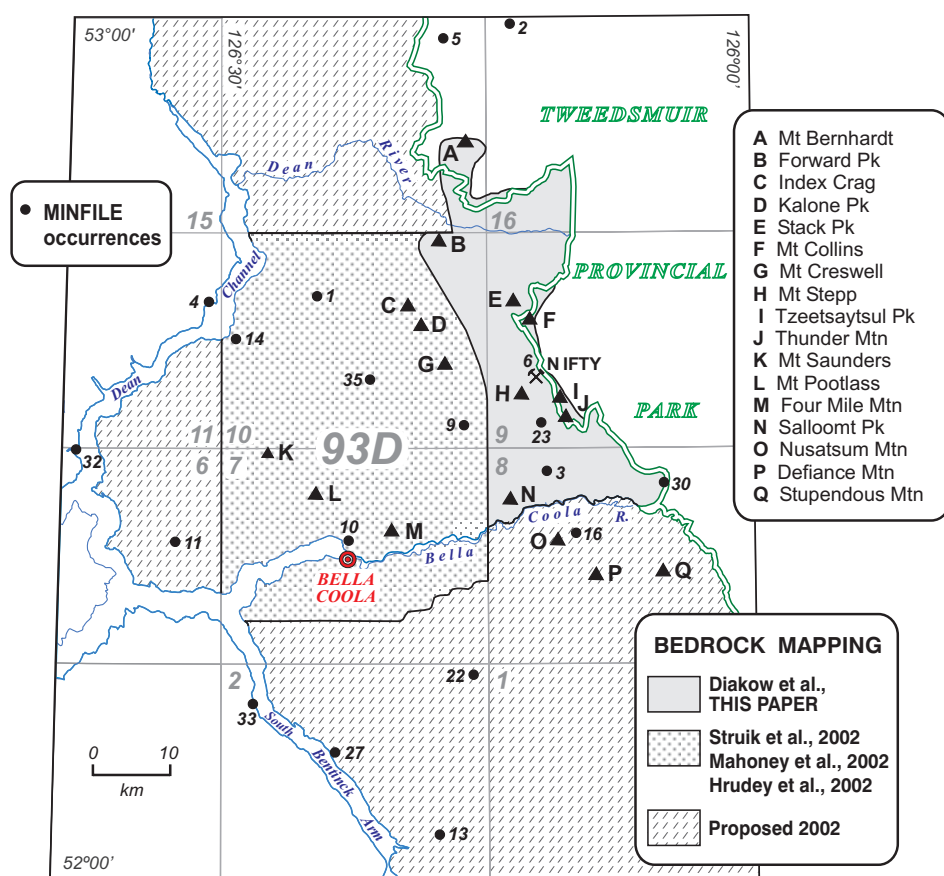 53°00'
126°30'
5
2
126°00'
TWEEDSMUIR
A
Dean River
MINFILE
occurrences
15
16
B
PROVINCIAL
Channel
4
1
C
D
E
F
14
G
6
NIFTY
35
H
I
J
PARK
Dean
9
23
11
10
9
93D
32
6
7
8
K
3
30
L
N
10
M
Bella Coola R.
11
O
16
BELLA
COOLA
P
Q
2
1
22
33
South Bentinck Arm
27
13
0 10
km
52°00'
A Mt Bernhardt
B Forward Pk
C Index Crag
D Kalone Pk
E Stack Pk
F Mt Collins
G Mt Creswell
H Mt Stepp
I Tzeetsaytsul Pk
J Thunder Mtn
K Mt Saunders
L Mt Pootlass
M Four Mile Mtn
N Salloomt Pk
O Nusatsum Mtn
P Defiance Mtn
Q Stupendous Mtn
BEDROCK MAPPING
Diakow et al.,
THIS PAPER
Struik et al., 2002
Mahoney et al., 2002
Hrudey et al., 2002
Proposed 2002